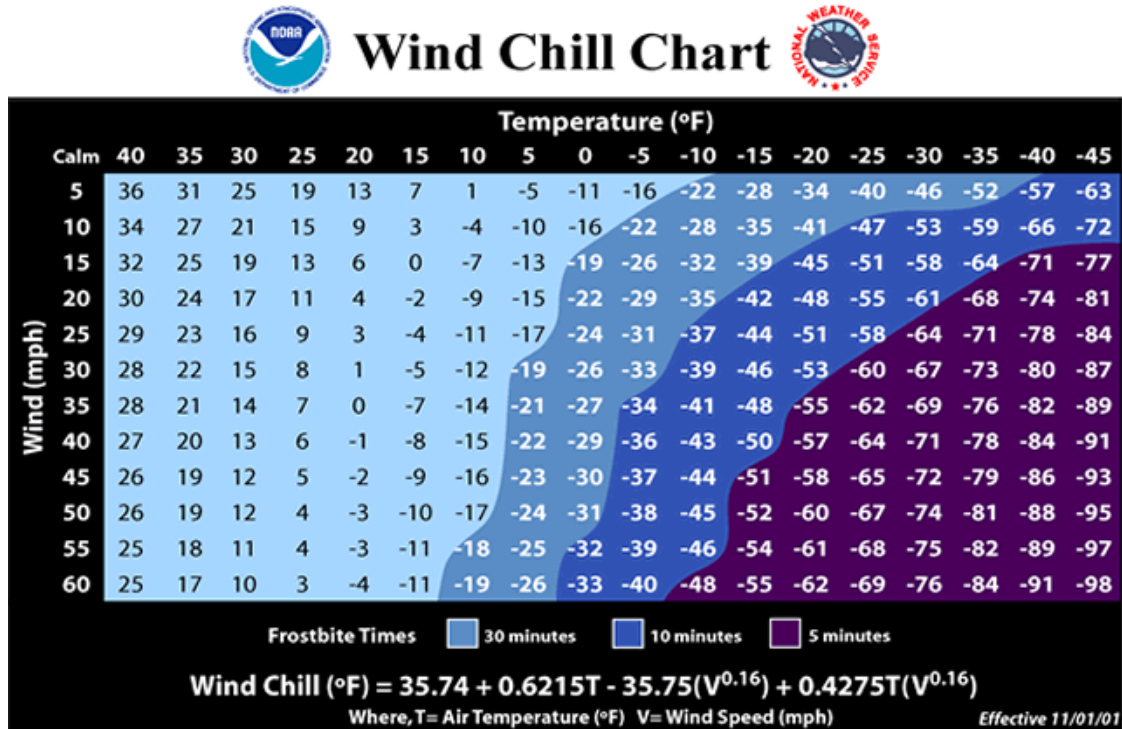 NOAA
NATIONAL OCEANIC AND ATMOSPHERIC ADMINISTRATION
U.S. DEPARTMENT OF COMMERCE
Wind Chill Chart
NATIONAL WEATHER SERVICE
Temperature (ºF)
Calm 40 35 30 25 20 15 10 5 0 -5 -10 -15 -20 -25 -30 -35 -40 -45
5 36 31 25 19 13 7 1 -5 -11 -16 -22 -28 -34 -40 -46 -52 -57 -63
10 34 27 21 15 9 3 -4 -10 -16 -22 -28 -35 -41 -47 -53 -59 -66 -72
15 32 25 19 13 6 0 -7 -13 -19 -26 -32 -39 -45 -51 -58 -64 -71 -77
20 30 24 17 11 4 -2 -9 -15 -22 -29 -35 -42 -48 -55 -61 -68 -74 -81
25 29 23 16 9 3 -4 -11 -17 -24 -31 -37 -44 -51 -58 -64 -71 -78 -84
30 28 22 15 8 1 -5 -12 -19 -26 -33 -39 -46 -53 -60 -67 -73 -80 -87
35 28 21 14 7 0 -7 -14 -21 -27 -34 -41 -48 -55 -62 -69 -76 -82 -89
40 27 20 13 6 -1 -8 -15 -22 -29 -36 -43 -50 -57 -64 -71 -78 -84 -91
45 26 19 12 5 -2 -9 -16 -23 -30 -37 -44 -51 -58 -65 -72 -79 -86 -93
50 26 19 12 4 -3 -10 -17 -24 -31 -38 -45 -52 -60 -67 -74 -81 -88 -95
55 25 18 11 4 -3 -11 -18 -25 -32 -39 -46 -54 -61 -68 -75 -82 -89 -97
60 25 17 10 3 -4 -11 -19 -26 -33 -40 -48 -55 -62 -69 -76 -84 -91 -98
Wind (mph)
Frostbite Times 30 minutes 10 minutes 5 minutes
Wind Chill (ºF) = 35.74 + 0.6215T - 35.75(V^0.16) + 0.4275T(V^0.16)
Where, T= Air Temperature (ºF) V= Wind Speed (mph)
Effective 11/01/01